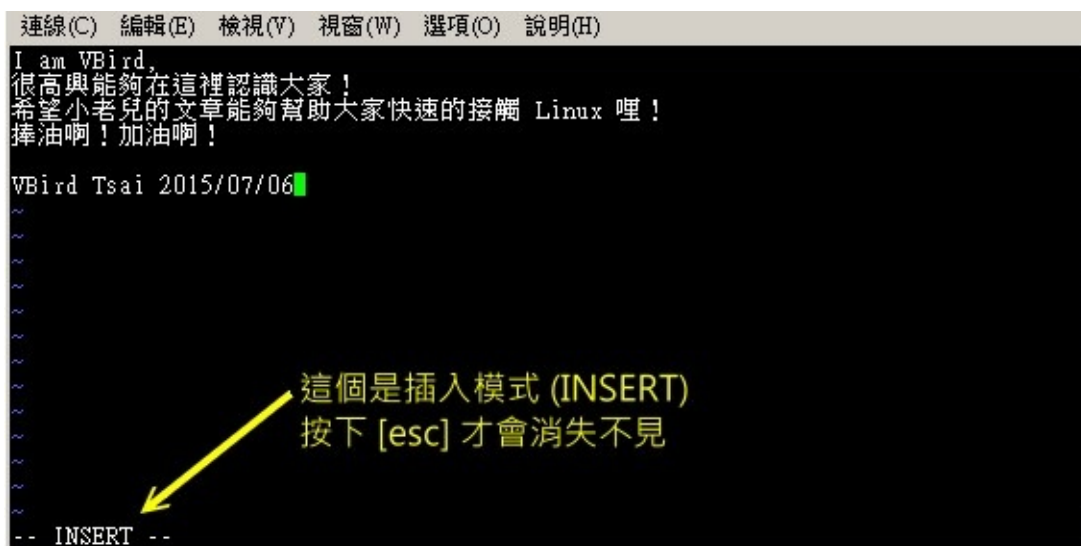 連線(C) 編輯(E) 檢視(V) 視窗(W) 選項(O) 說明(H)
I am VBird,
很高興能夠在這裡認識大家！
希望小老兒的文章能夠幫助大家快速的接觸 Linux 哩！
捧油啊！加油啊！
VBird Tsai 2015/07/06
~
~
~
~
~
~
~
~
~
~
~
~
~
這個是插入模式 (INSERT)
按下 [esc] 才會消失不見
-- INSERT --